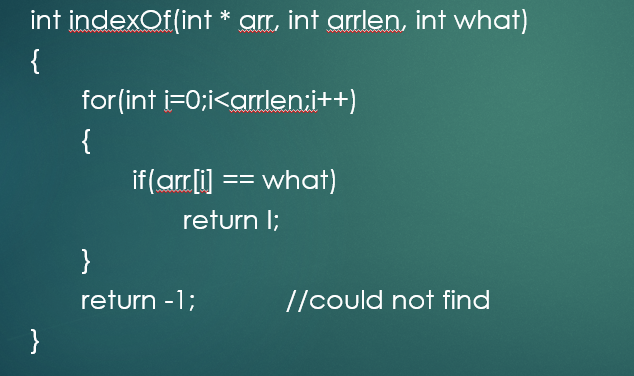 int indexOf(int * arr, int arrlen, int what)
{
for(int i=0;i<arrlen;i++)
{
if(arr[i] == what)
return I;
}
return -1; //could not find
}